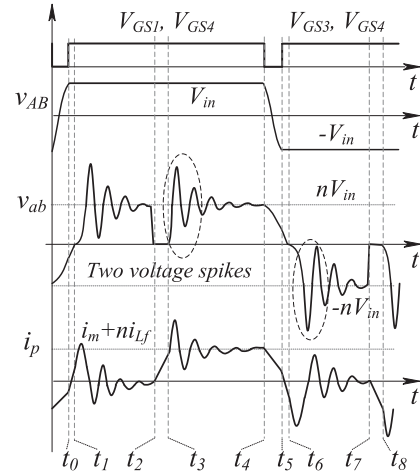 V_GS1, V_GS4 V_GS3, V_GS4
t
v_AB V_in
t
-V_in
v_ab nV_in
t
Two voltage spikes
-nV_in
i_p i_m+ni_Lf
t
t_0 t_1 t_2 t_3 t_4 t_5 t_6 t_7 t_8